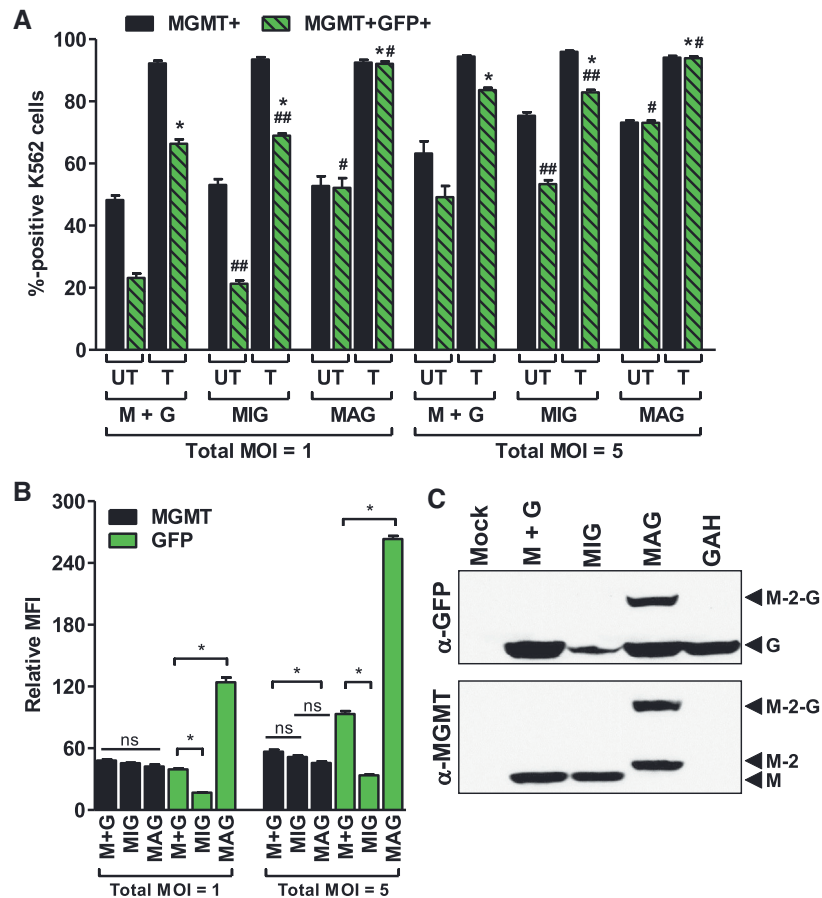 A
MGMT+ MGMT+GFP+
%-positive K562 cells
100
80
60
40
20
0
* * ## ## *# # * * ## ## *# #
UT T UT T UT T UT T UT T UT T
M + G MIG MAG M + G MIG MAG
Total MOI = 1 Total MOI = 5
B
MGMT
GFP
Relative MFI
300
240
180
120
60
0
ns * * ns ns * * *
M+G MIG MAG M+G MIG MAG M+G MIG MAG M+G MIG MAG
Total MOI = 1 Total MOI = 5
C
Mock M + G MIG MAG GAH
α-GFP
M-2-G
G
α-MGMT
M-2-G
M-2
M